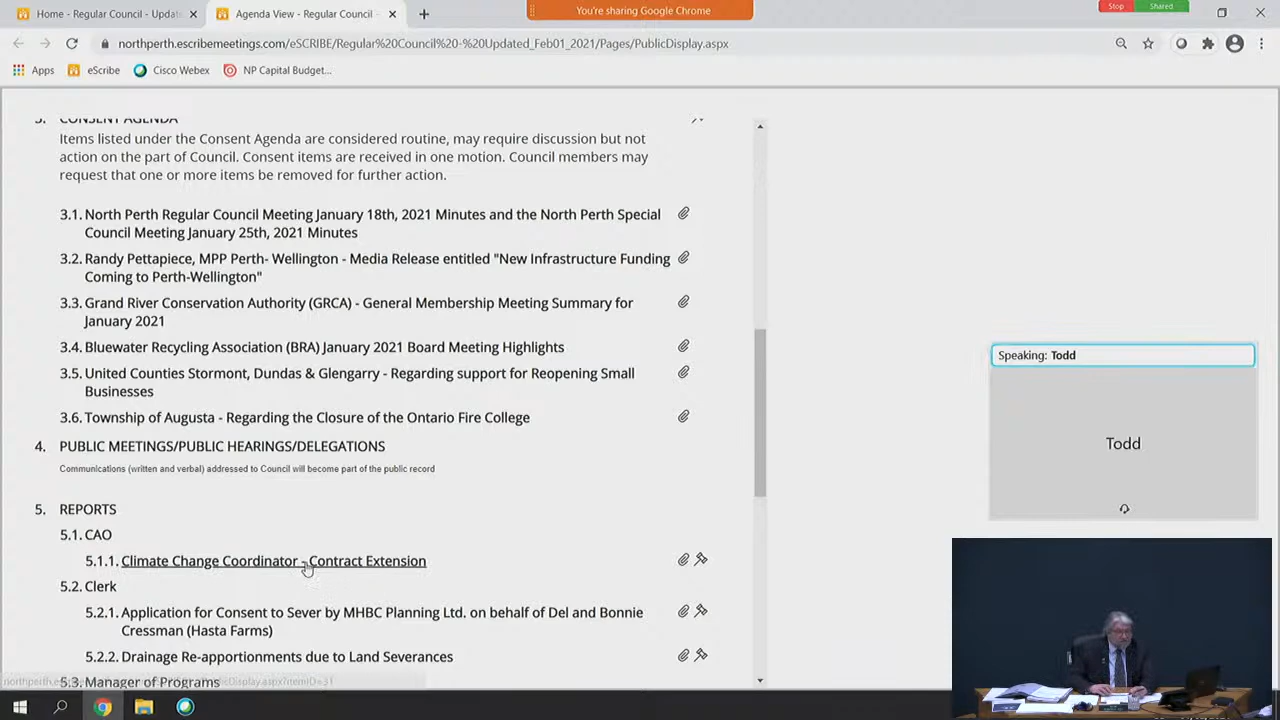 Home - Regular Council - Updat
Agenda View - Regular Council -
You're sharing Google Chrome
Stop
Shared
northperth.escribemeetings.com/eSCRIBE/Regular%20Council%20-%20Updated_Feb01_2021/Pages/PublicDisplay.aspx
Apps
eScribe
Cisco Webex
NP Capital Budget...
3. CONSENT AGENDA
Items listed under the Consent Agenda are considered routine, may require discussion but not
action on the part of Council. Consent items are received in one motion. Council members may
request that one or more items be removed for further action.
3.1. North Perth Regular Council Meeting January 18th, 2021 Minutes and the North Perth Special
Council Meeting January 25th, 2021 Minutes
3.2. Randy Pettapiece, MPP Perth- Wellington - Media Release entitled "New Infrastructure Funding
Coming to Perth-Wellington"
3.3. Grand River Conservation Authority (GRCA) - General Membership Meeting Summary for
January 2021
3.4. Bluewater Recycling Association (BRA) January 2021 Board Meeting Highlights
3.5. United Counties Stormont, Dundas & Glengarry - Regarding support for Reopening Small
Businesses
3.6. Township of Augusta - Regarding the Closure of the Ontario Fire College
4. PUBLIC MEETINGS/PUBLIC HEARINGS/DELEGATIONS
Communications (written and verbal) addressed to Council will become part of the public record
5. REPORTS
5.1. CAO
5.1.1. Climate Change Coordinator - Contract Extension
5.2. Clerk
5.2.1. Application for Consent to Sever by MHBC Planning Ltd. on behalf of Del and Bonnie
Cressman (Hasta Farms)
5.2.2. Drainage Re-apportionments due to Land Severances
5.3. Manager of Programs
Speaking: Todd
Todd